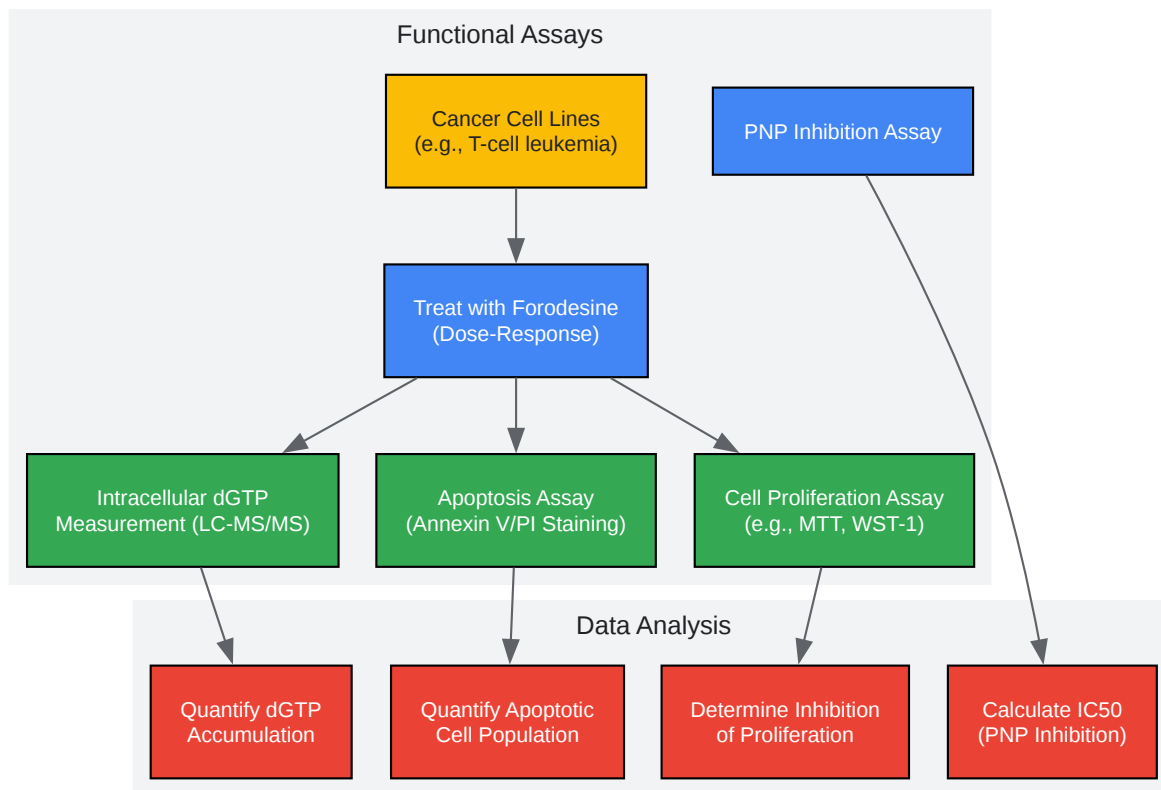 Functional Assays
Cancer Cell Lines
(e.g., T-cell leukemia)
PNP Inhibition Assay
Treat with Forodesine
(Dose-Response)
Intracellular dGTP
Measurement (LC-MS/MS)
Apoptosis Assay
(Annexin V/PI Staining)
Cell Proliferation Assay
(e.g., MTT, WST-1)
Data Analysis
Quantify dGTP
Accumulation
Quantify Apoptotic
Cell Population
Determine Inhibition
of Proliferation
Calculate IC50
(PNP Inhibition)